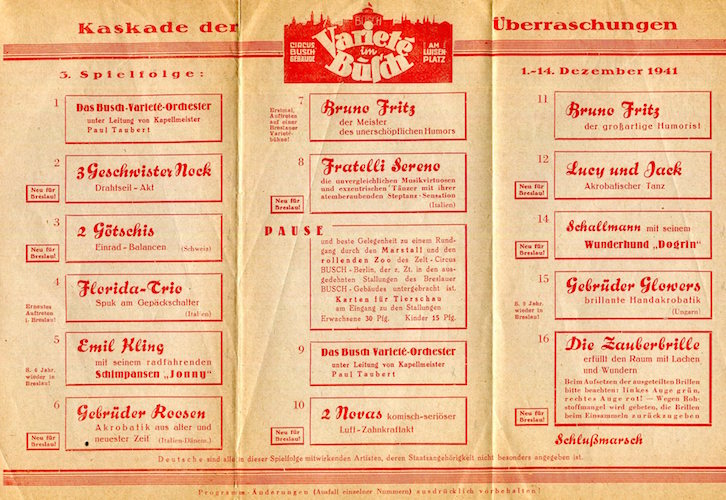 Kaskade der
Überraschungen
BUSCH
CIRCUS
BUSCH
GEBÄUDE
Varieté
im
Busch
AM
LUISEN-
PLATZ
3. Spielfolge:
1.-14. Dezember 1941
1
Das Busch-Varieté-Orchester
unter Leitung von Kapellmeister
Paul Taubert
2
Neu für
Breslau!
3 Geschwister Nock
Drahtseil-Akt
3
Neu für
Breslau!
2 Götschis
Einrad-Balancen (Schweiz)
4
Erneutes
Auftreten
i. Breslau!
Florida-Trio
Spuk am Gepäckschalter
(Italien)
5
S. 4 Jahr.
wieder in
Breslau!
Emil Kling
mit seinem radfahrenden
Schimpansen „Jonny"
6
Neu für
Breslau!
Gebrüder Roesen
Akrobatik aus alter und
neuester Zeit (Italien-Dänem.)
7
Erstmal.
Auftreten
auf einer
Breslauer
Varieté-
bühne!
Bruno Fritz
der Meister
des unerschöpflichen Humors
8
Neu für
Breslau!
Fratelli Sereno
die unvergleichlichen Musikvirtuosen
und exzentrischen Tänzer mit ihrer
atemberaubenden Steptanz-Sensation
(Italien)
PAUSE
und beste Gelegenheit zu einem Rund-
gang durch den Marstall und den
rollenden Zoo des Zelt-Circus
BUSCH-Berlin, der z. Zt. in den aus-
gedehnten Stallungen des Breslauer
BUSCH-Gebäudes untergebracht ist.
Karten für Tierschau
am Eingang zu den Stallungen
Erwachsene 30 Pfg. Kinder 15 Pfg.
9
Das Busch Varieté-Orchester
unter Leitung von Kapellmeister
Paul Taubert
10
Neu für
Breslau!
2 Novas komisch-seriöser
Luft-Zahnkraftakt
11
Bruno Fritz
der großartige Humorist
12
Neu für
Breslau!
Lucy und Jack
Akrobatischer Tanz
14
Neu für
Breslau!
Schallmann mit seinem
Wunderhund „Dogrin"
15
S. 9 Jahr.
wieder in
Breslau!
Gebrüder Glowers
brillante Handakrobatik
(Ungarn)
16
Neu für
Breslau!
Die Zauberbrille
erfüllt den Raum mit Lachen
und Wundern
Beim Aufsetzen der ausgeteilten Brillen
bitte beachten: linkes Auge grün,
rechtes Auge rot! — Wegen Roh-
stoffmangel wird gebeten, die Brillen
beim Einsammeln zurückzugeben
Schlußmarsch
Deutsche sind alle in dieser Spielfolge mitwirkenden Artisten, deren Staatsangehörigkeit nicht besonders angegeben ist.
Programm-Änderungen (Ausfall einzelner Nummern) ausdrücklich vorbehalten!